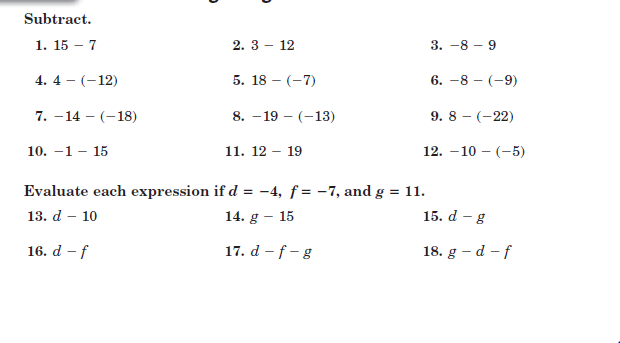 Subtract.
1. 15 – 7 2. 3 – 12 3. –8 – 9
4. 4 – (–12) 5. 18 – (–7) 6. –8 – (–9)
7. –14 – (–18) 8. –19 – (–13) 9. 8 – (–22)
10. –1 – 15 11. 12 – 19 12. –10 – (–5)
Evaluate each expression if d = –4, f = –7, and g = 11.
13. d – 10 14. g – 15 15. d – g
16. d – f 17. d – f – g 18. g – d – f